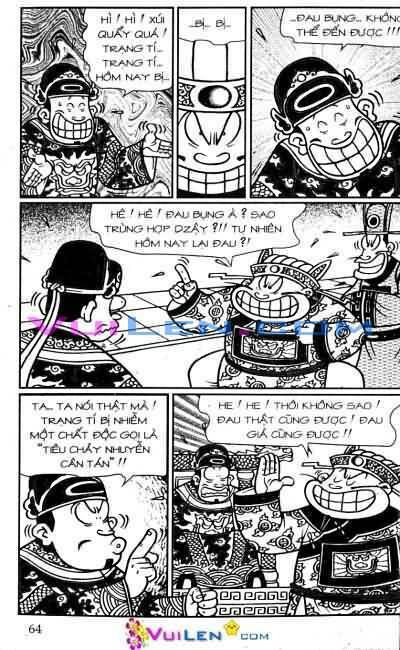 HÌ! HÌ! XÚI
QUẨY QUÁ!
TRẠNG TÍ...
TRẠNG TÍ...
HÔM NAY BỊ...
...BỊ... BỊ...
...ĐAU BỤNG... KHÔNG
THỂ ĐẾN ĐƯỢC!!!
HÊ! HÊ! ĐAU BỤNG À? SAO
TRÙNG HỢP DZẬY?!! TỰ NHIÊN
HÔM NAY LẠI ĐAU?!
VUILEN.COM
TA... TA NÓI THẬT MÀ!
TRẠNG TÍ BỊ NHIỄM
MỘT CHẤT ĐỘC GỌI LÀ
"TIÊU CHẢY NHUYỄN
CÂN TÁN"!!
HE! HE! THÔI KHÔNG SAO!
ĐAU THẬT CŨNG ĐƯỢC! ĐAU
GIẢ CŨNG ĐƯỢC!!
64
VUILEN.COM